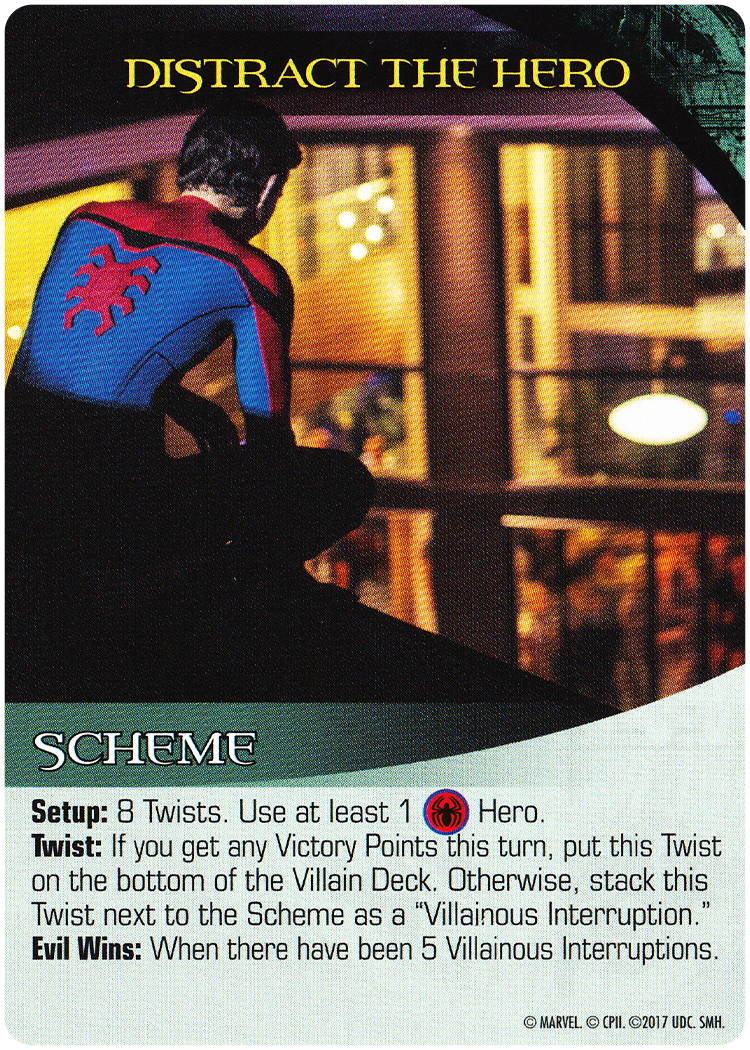 DISTRACT THE HERO
SCHEME
Setup: 8 Twists. Use at least 1 Hero.
Twist: If you get any Victory Points this turn, put this Twist
on the bottom of the Villain Deck. Otherwise, stack this
Twist next to the Scheme as a “Villainous Interruption.”
Evil Wins: When there have been 5 Villainous Interruptions.
© MARVEL. © CPII. ©2017 UDC. SMH.